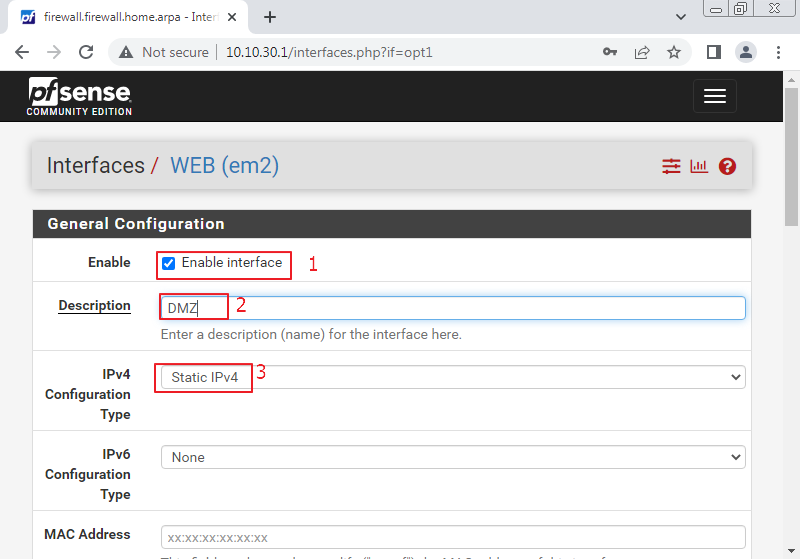 firewall.firewall.home.arpa - Inter
Not secure
10.10.30.1/interfaces.php?if=opt1
pfsense
COMMUNITY EDITION
Interfaces / WEB (em2)
General Configuration
Enable
Enable interface
1
Description
DMZ
2
Enter a description (name) for the interface here.
IPv4
Configuration
Type
Static IPv4
3
IPv6
Configuration
Type
None
MAC Address
xx:xx:xx:xx:xx:xx